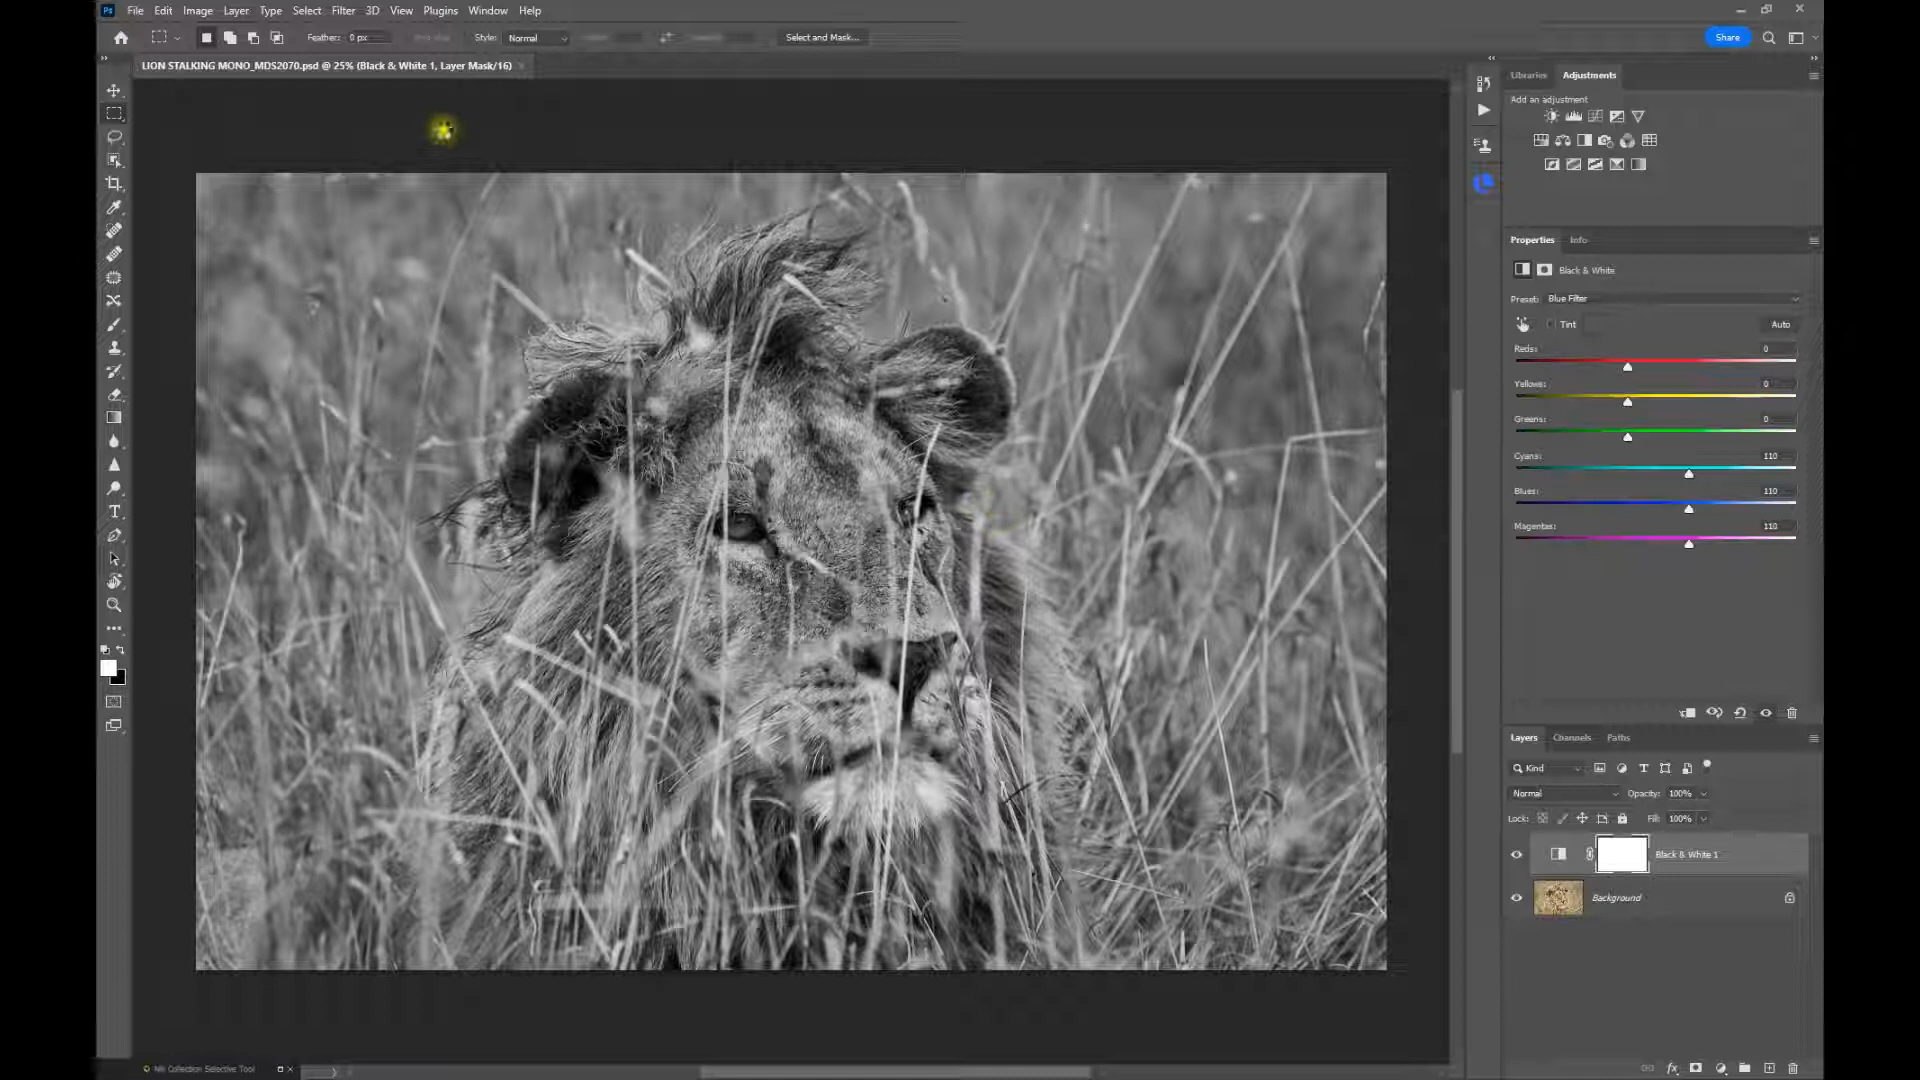 File Edit Image Layer Type Select Filter 3D View Plugins Window Help
Feather: 0 px Style: Normal Select and Mask... Share
LION STALKING MONO_MDS2070.psd @ 25% (Black & White 1, Layer Mask/16)
Libraries Adjustments
Add an adjustment
Properties Info
Black & White
Preset: Blue Filter
Tint Auto
Reds: 0
Yellows: 0
Greens: 0
Cyans: 110
Blues: 110
Magentas: 110
Layers Channels Paths
Kind
Normal Opacity: 100%
Lock: Fill: 100%
Black & White 1
Background
Nik Collection Selective Tool